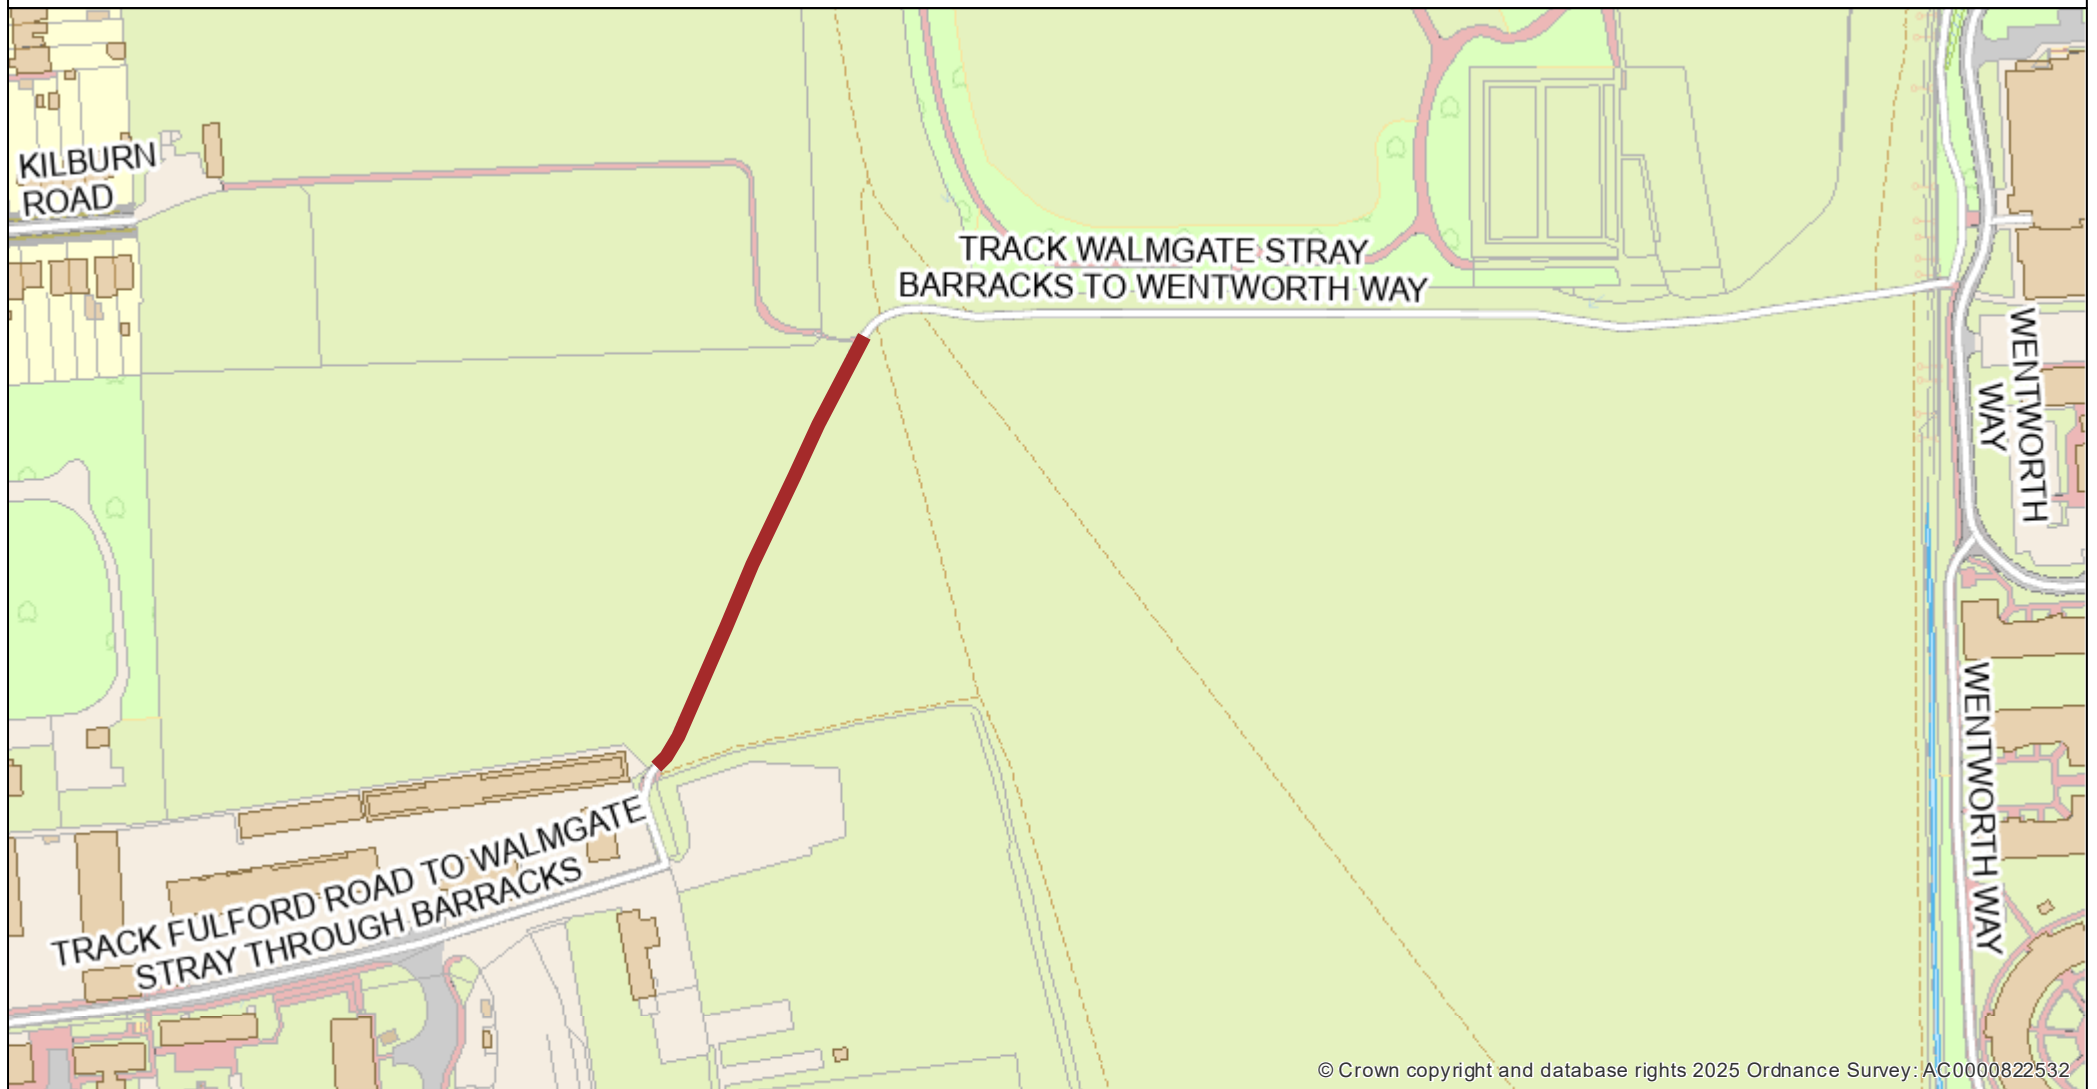 KILBURN
ROAD
TRACK WALMGATE STRAY
BARRACKS TO WENTWORTH WAY
WENTWORTH
WAY
WENTWORTH WAY
TRACK FULFORD ROAD TO WALMGATE
STRAY THROUGH BARRACKS
© Crown copyright and database rights 2025 Ordnance Survey: AC0000822532